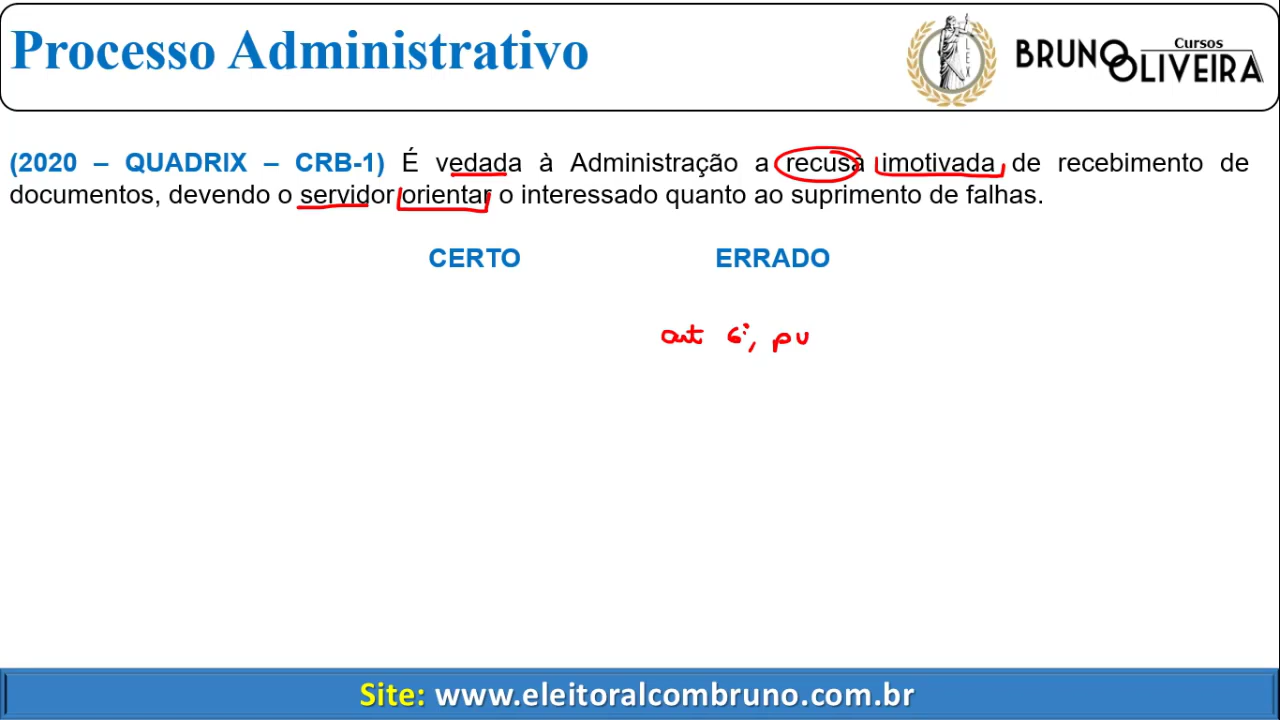 Processo Administrativo
LEX
Cursos
BRUNO
OLIVEIRA
(2020 – QUADRIX – CRB-1) É vedada à Administração a recusa imotivada de recebimento de
documentos, devendo o servidor orientar o interessado quanto ao suprimento de falhas.
CERTO ERRADO
art 6º, pu
Site: www.eleitoralcombruno.com.br